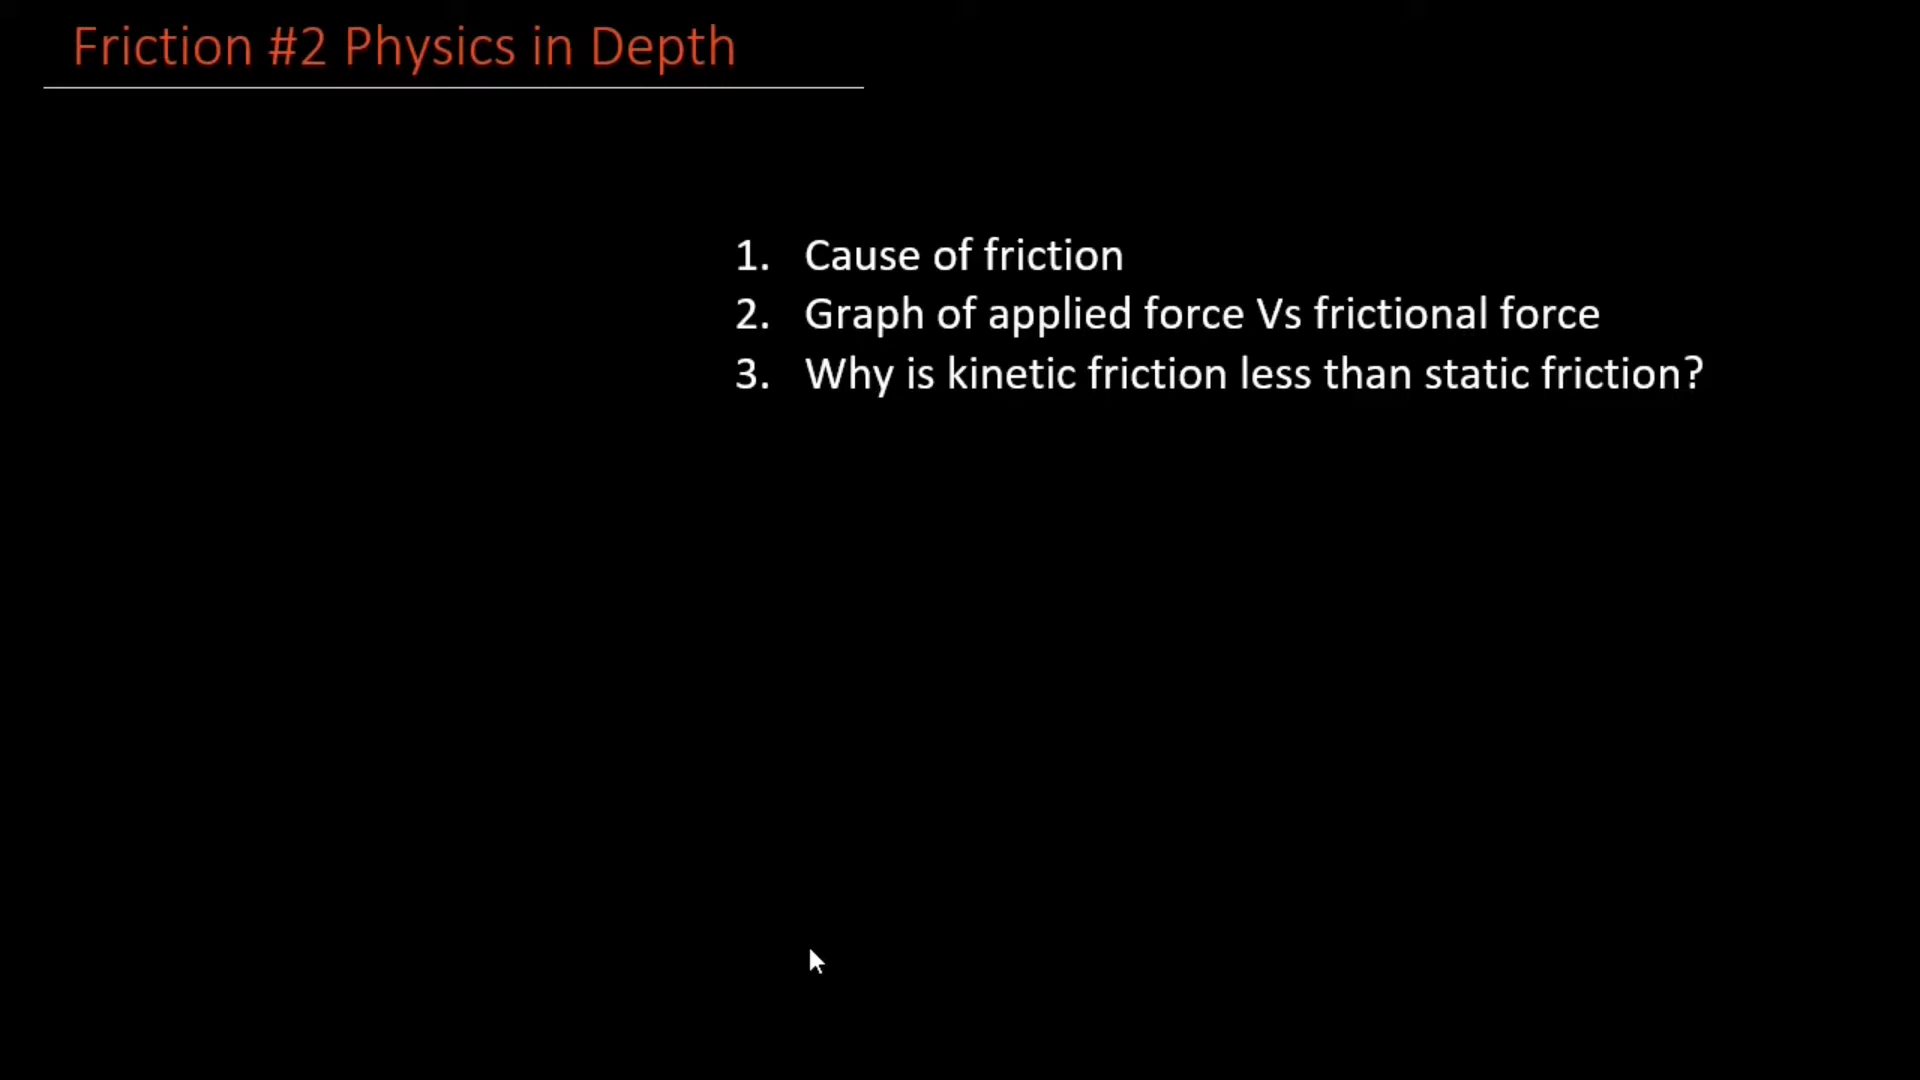 Friction #2 Physics in Depth
1. Cause of friction
2. Graph of applied force Vs frictional force
3. Why is kinetic friction less than static friction?